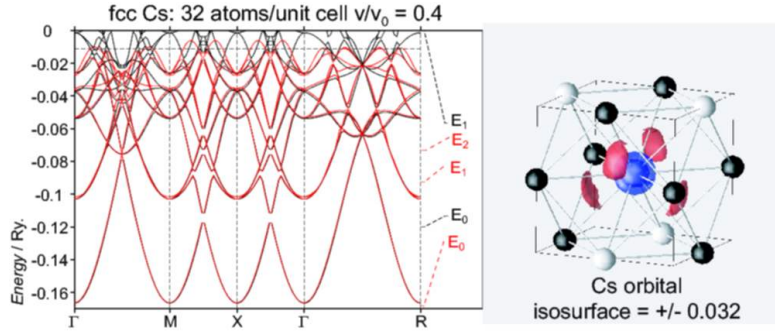 fcc Cs: 32 atoms/unit cell v/v₀ = 0.4
Energy / Ry.
0
-0.02
-0.04
-0.06
-0.08
-0.1
-0.12
-0.14
-0.16
Γ M X Γ R
E₁
E₂
E₁
E₀
E₀
Cs orbital
isosurface = +/- 0.032